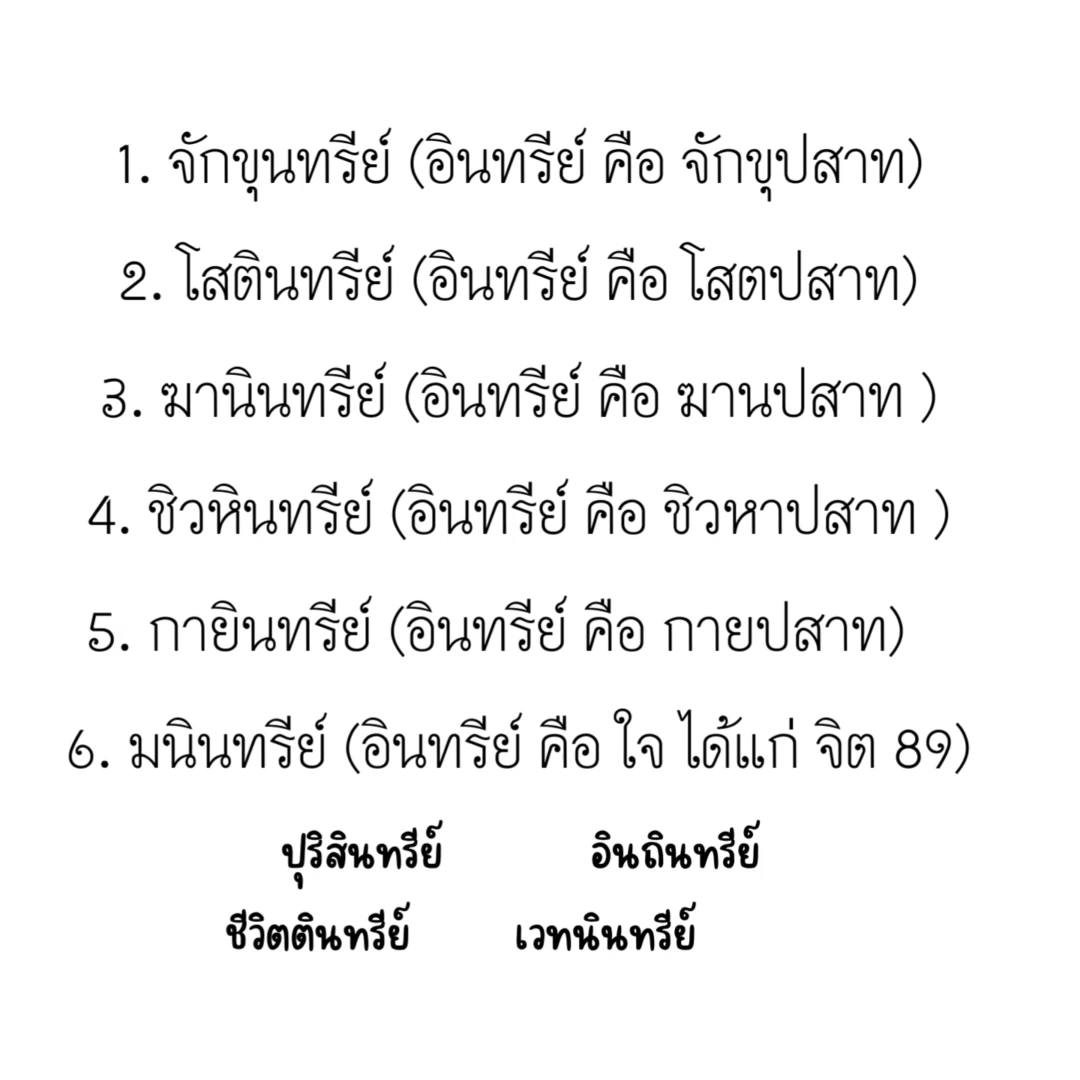 1. จักขุนทรีย์ (อินทรีย์ คือ จักขุปสาท)
2. โสตินทรีย์ (อินทรีย์ คือ โสตปสาท)
3. ฆานินทรีย์ (อินทรีย์ คือ ฆานปสาท )
4. ชิวหินทรีย์ (อินทรีย์ คือ ชิวหาปสาท )
5. กายินทรีย์ (อินทรีย์ คือ กายปสาท)
6. มนินทรีย์ (อินทรีย์ คือ ใจ ได้แก่ จิต 89)
ปุริสินทรีย์ อินถินทรีย์
ชีวิตตินทรีย์ เวทนินทรีย์